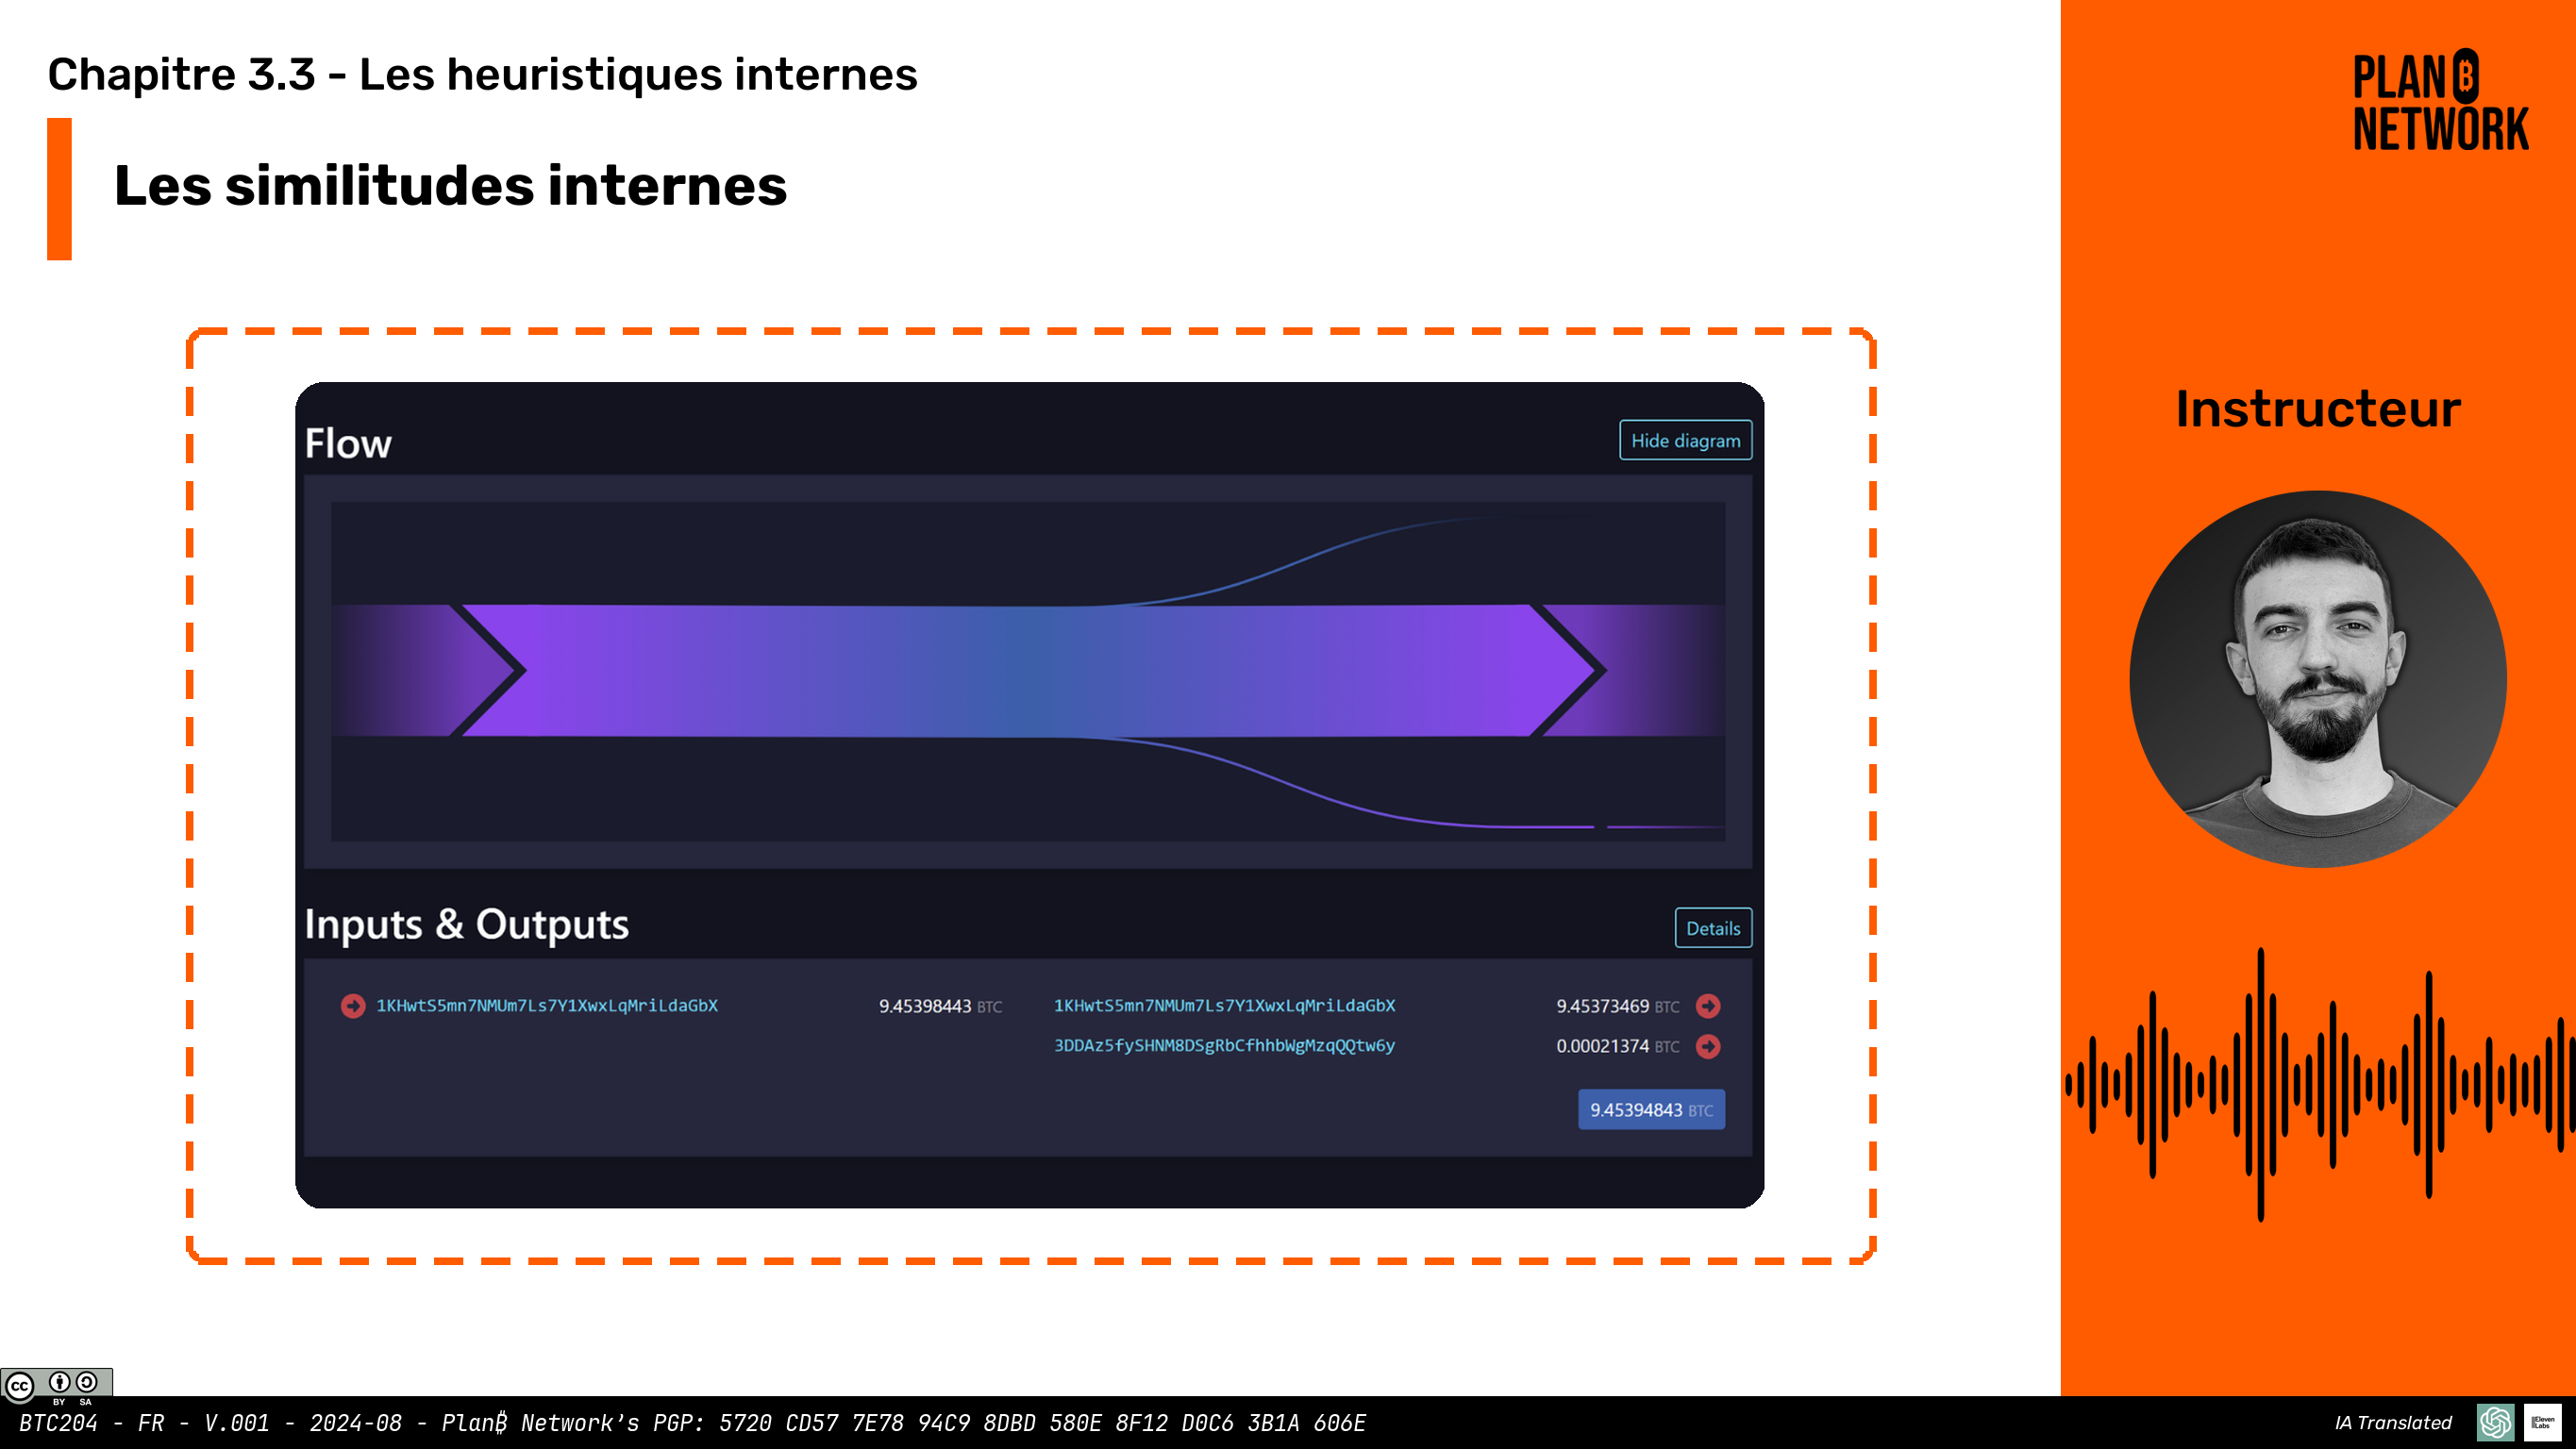 Chapitre 3.3 - Les heuristiques internes
Les similitudes internes
PLAN B
NETWORK
Instructeur
Flow
Hide diagram
Inputs & Outputs
Details
1KHwtS5mn7NMUm7Ls7Y1XwxLqMriLdaGbX 9.45398443 BTC 1KHwtS5mn7NMUm7Ls7Y1XwxLqMriLdaGbX 9.45373469 BTC
3DDAz5fySHNM8DSgRbCfhhbWgMzqQQtw6y 0.00021374 BTC
9.45394843 BTC
cc BY SA
BTC204 - FR - V.001 - 2024-08 - Plan₿ Network's PGP: 5720 CD57 7E78 94C9 8DBD 580E 8F12 D0C6 3B1A 606E
IA Translated
IIElevenLabs